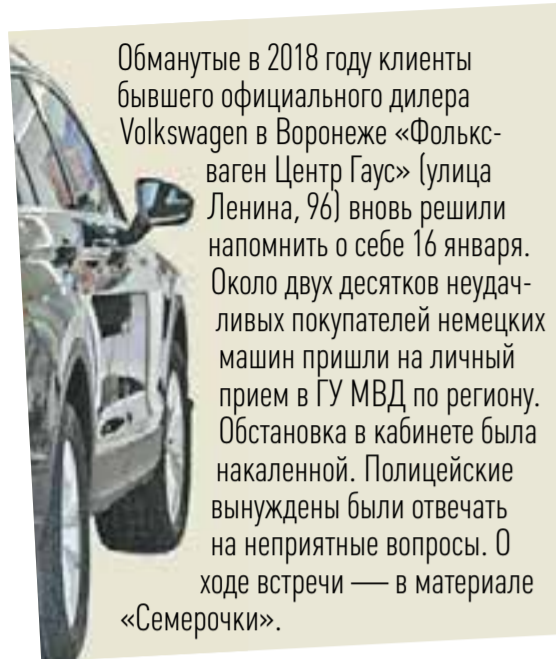 Обманутые в 2018 году клиенты
бывшего официального дилера
Volkswagen в Воронеже «Фолькс-
ваген Центр Гаус» (улица
Ленина, 96) вновь решили
напомнить о себе 16 января.
Около двух десятков неудач-
ливых покупателей немецких
машин пришли на личный
прием в ГУ МВД по региону.
Обстановка в кабинете была
накаленной. Полицейские
вынуждены были отвечать
на неприятные вопросы. О
ходе встречи — в материале
«Семерочки».